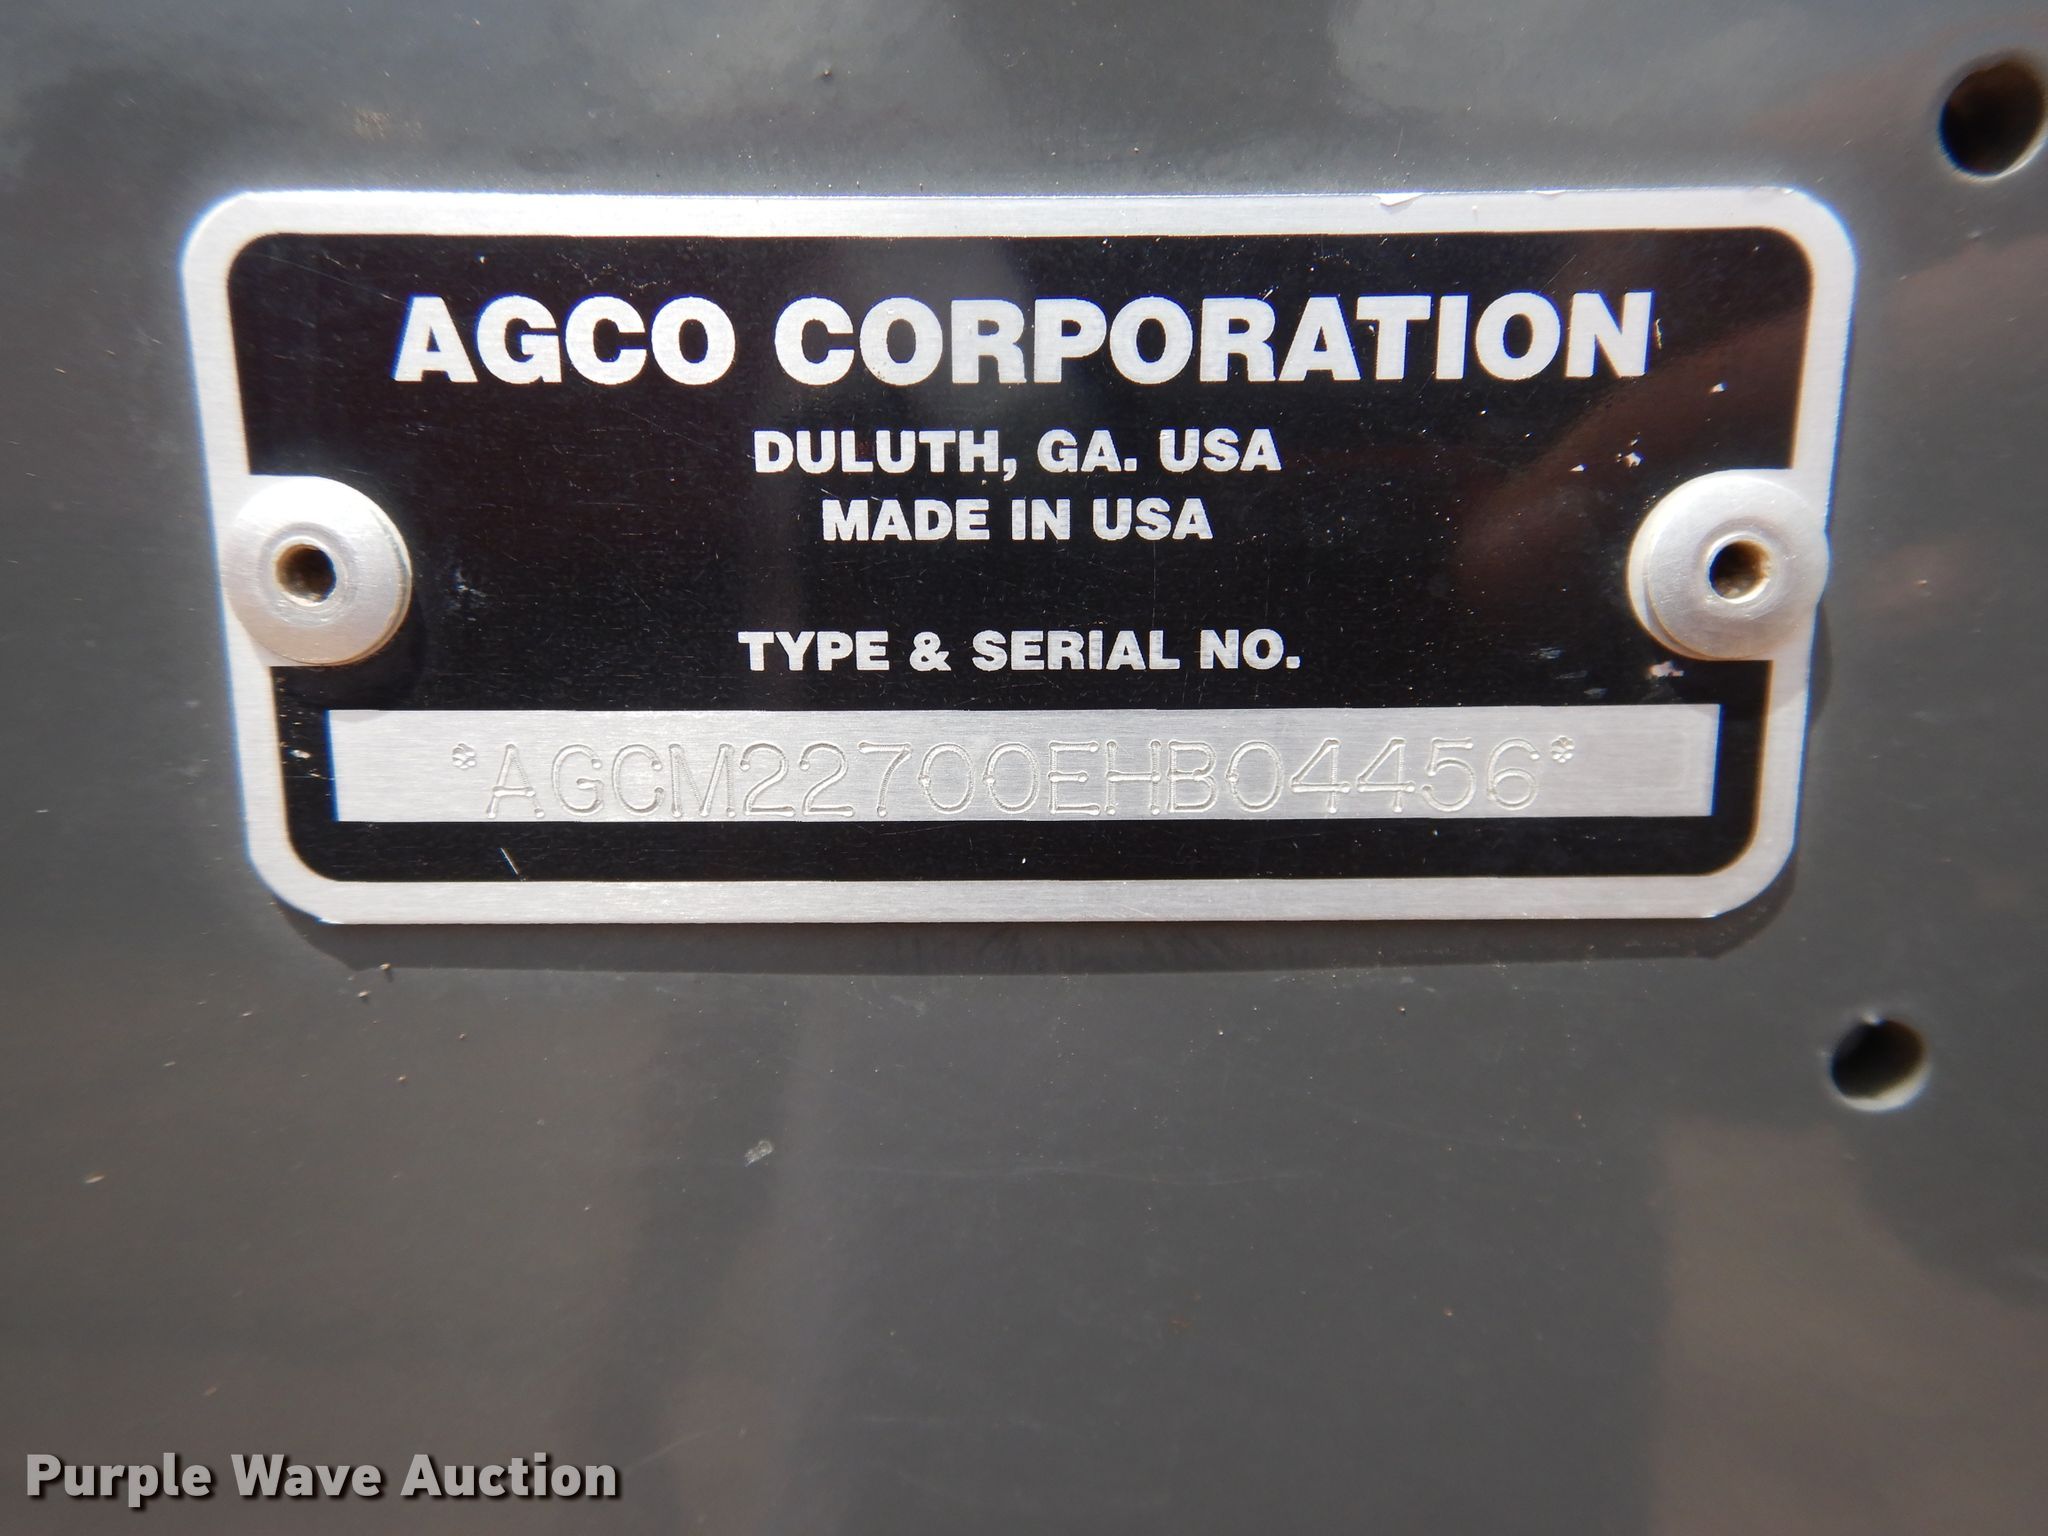 AGCO CORPORATION
DULUTH, GA. USA
MADE IN USA
TYPE & SERIAL NO.
*AGCM22700EHB04456*
Purple Wave Auction